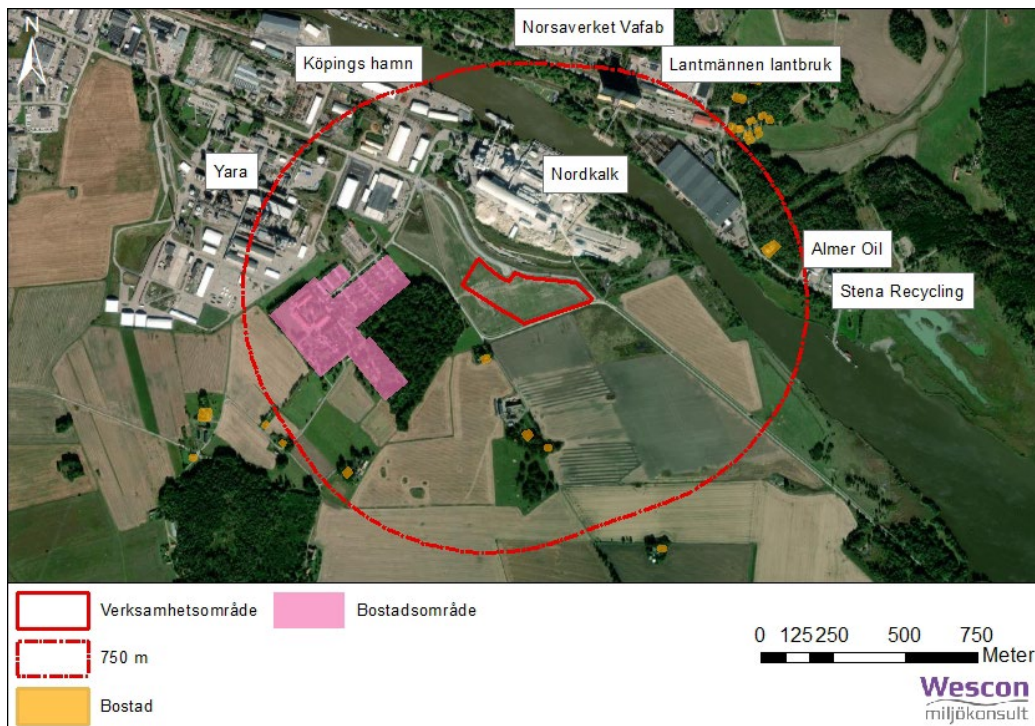 Norsaverket Vafab
Köpings hamn
Lantmännen lantbruk
N
Yara
Nordkalk
Almer Oil
Stena Recycling
Verksamhetsområde
Bostadsområde
750 m
Bostad
0 125 250 500 750
Meter
Wescon
miljökonsult